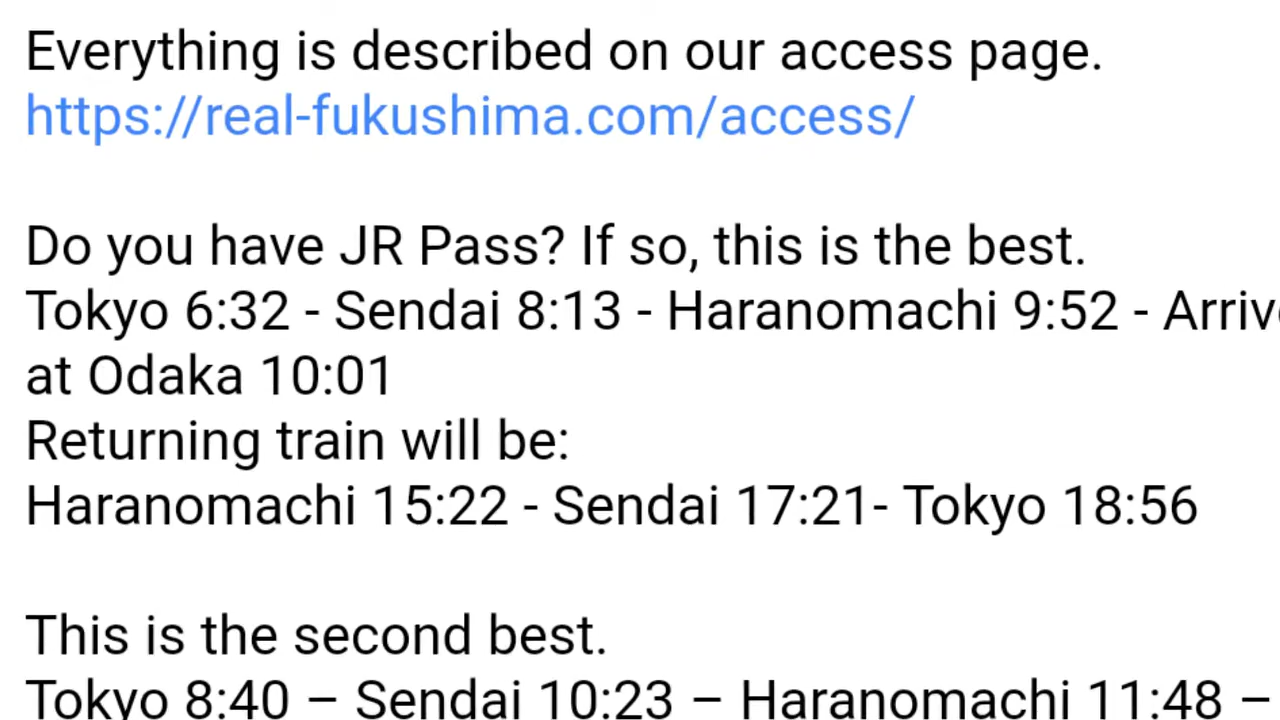 Everything is described on our access page.
https://real-fukushima.com/access/
Do you have JR Pass? If so, this is the best.
Tokyo 6:32 - Sendai 8:13 - Haranomachi 9:52 - Arriv
at Odaka 10:01
Returning train will be:
Haranomachi 15:22 - Sendai 17:21- Tokyo 18:56
This is the second best.
Tokyo 8:40 – Sendai 10:23 – Haranomachi 11:48 –